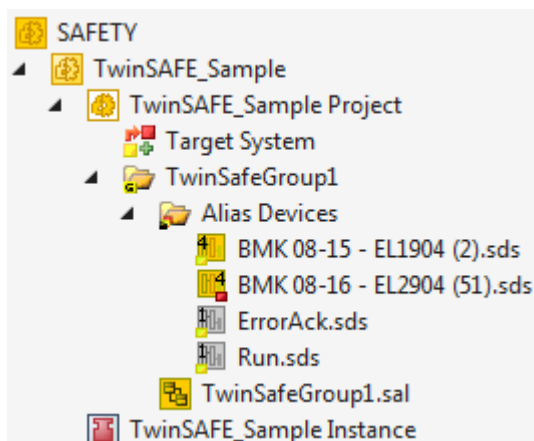 SAFETY
TwinSAFE_Sample
TwinSAFE_Sample Project
Target System
TwinSafeGroup1
Alias Devices
BMK 08-15 - EL1904 (2).sds
BMK 08-16 - EL2904 (51).sds
ErrorAck.sds
Run.sds
TwinSafeGroup1.sal
TwinSAFE_Sample Instance